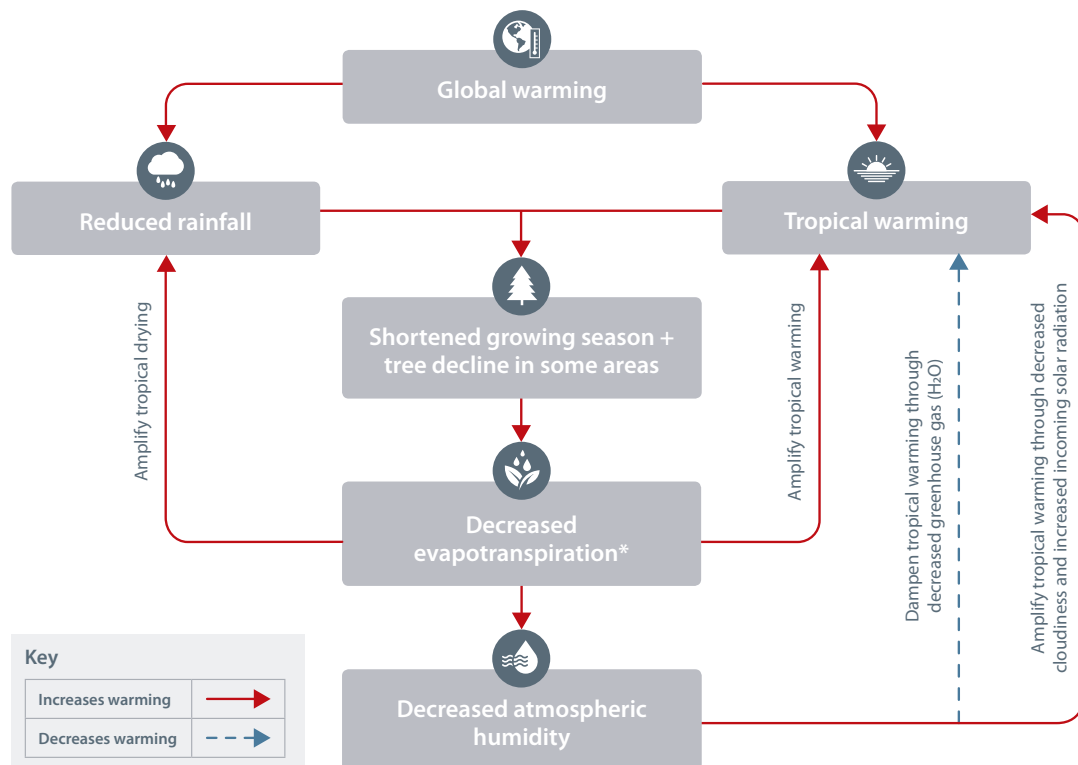 Global warming
Reduced rainfall
Tropical warming
Shortened growing season +
tree decline in some areas
Amplify tropical drying
Amplify tropical warming
Dampen tropical warming through
decreased greenhouse gas (H₂O)
Amplify tropical warming through decreased
cloudiness and increased incoming solar radiation
Decreased
evapotranspiration*
Decreased atmospheric
humidity
Key
Increases warming
Decreases warming